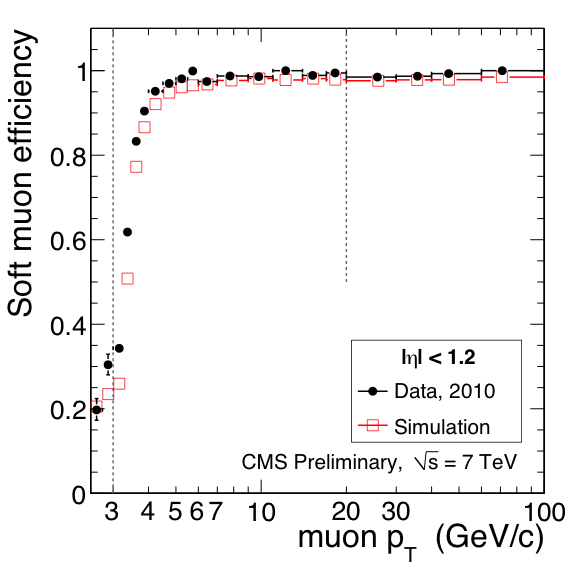 Soft muon efficiency
1
0.8
0.6
0.4
0.2
0
|η| < 1.2
Data, 2010
Simulation
CMS Preliminary, √s = 7 TeV
3 4 5 6 7 10 20 30 100
muon p_T (GeV/c)